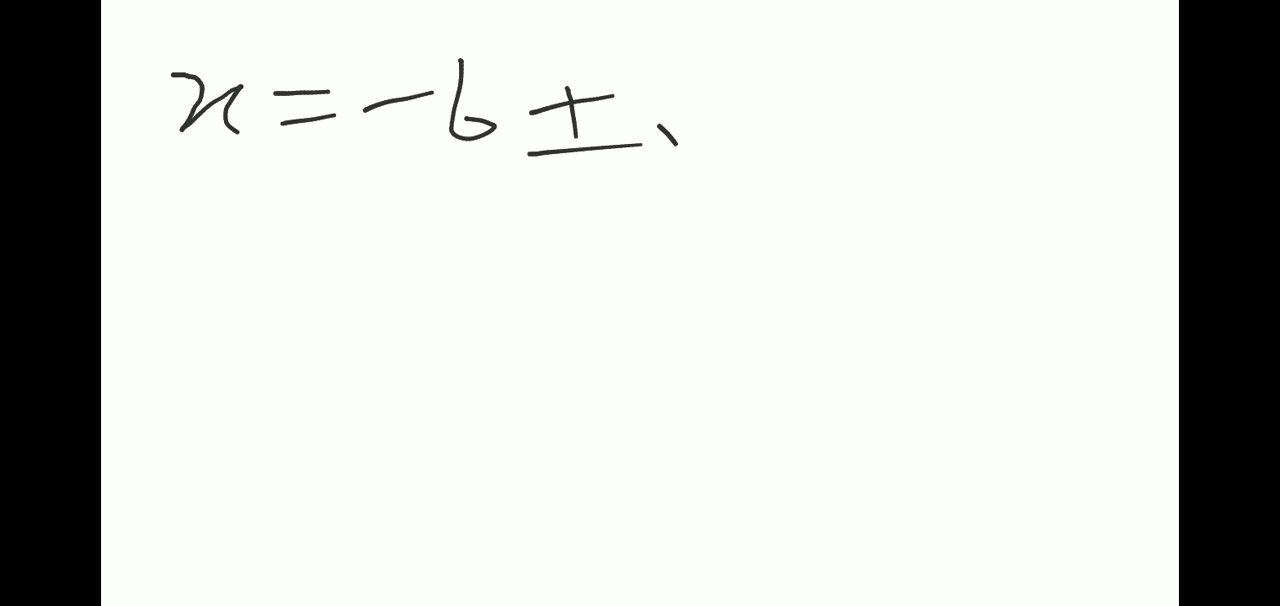 x = -b ±